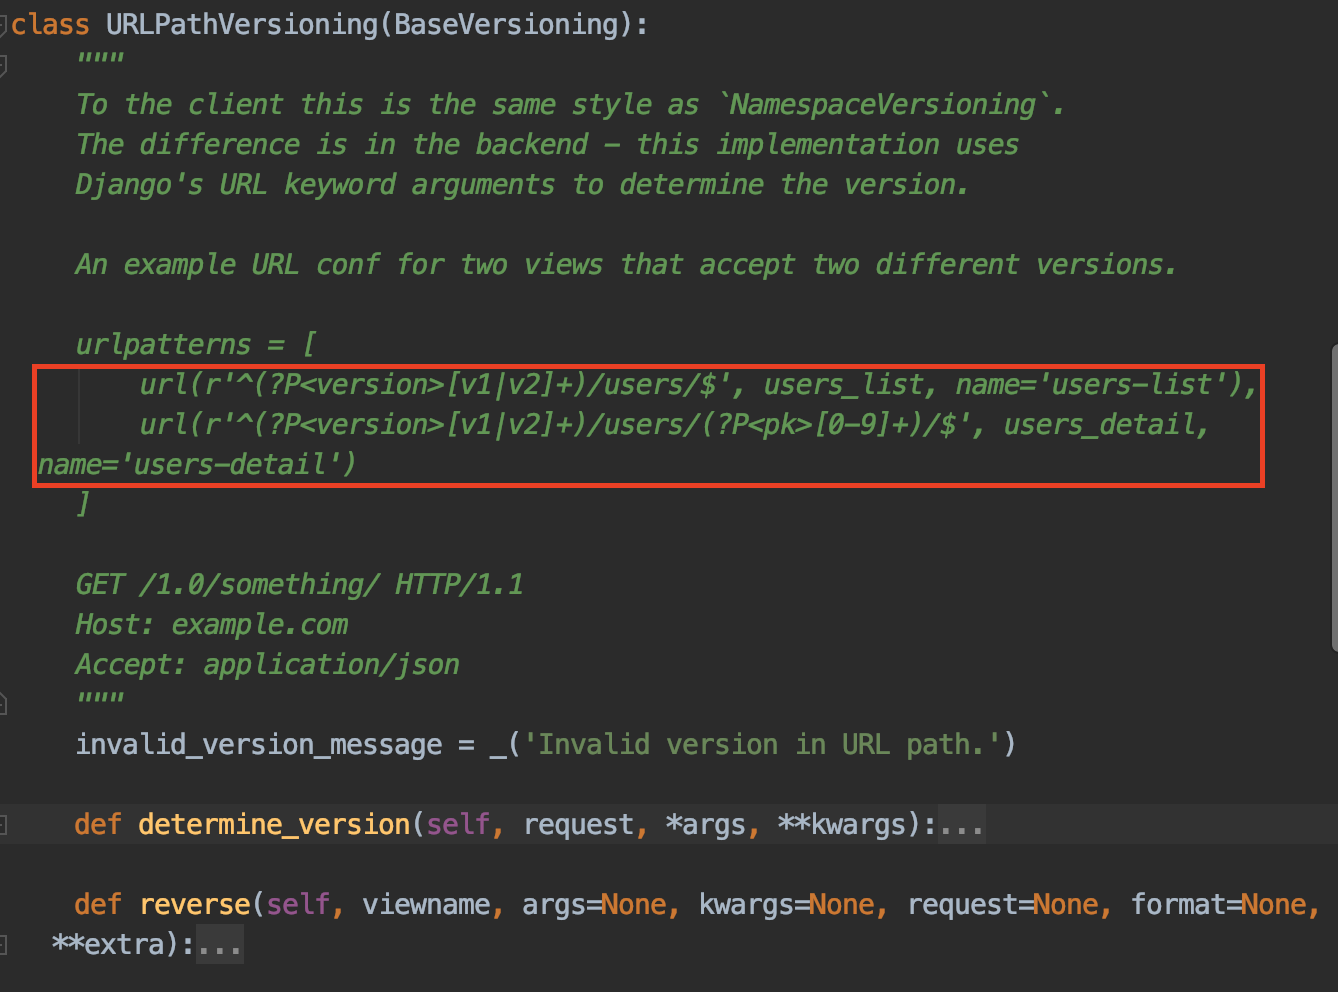 class URLPathVersioning(BaseVersioning):
"""
To the client this is the same style as `NamespaceVersioning`.
The difference is in the backend - this implementation uses
Django's URL keyword arguments to determine the version.
An example URL conf for two views that accept two different versions.
urlpatterns = [
url(r'^(?P<version>[v1|v2]+)/users/$', users_list, name='users-list'),
url(r'^(?P<version>[v1|v2]+)/users/(?P<pk>[0-9]+)/$', users_detail,
name='users-detail')
]
GET /1.0/something/ HTTP/1.1
Host: example.com
Accept: application/json
"""
invalid_version_message = _('Invalid version in URL path.')
def determine_version(self, request, *args, **kwargs):...
def reverse(self, viewname, args=None, kwargs=None, request=None, format=None,
**extra):...